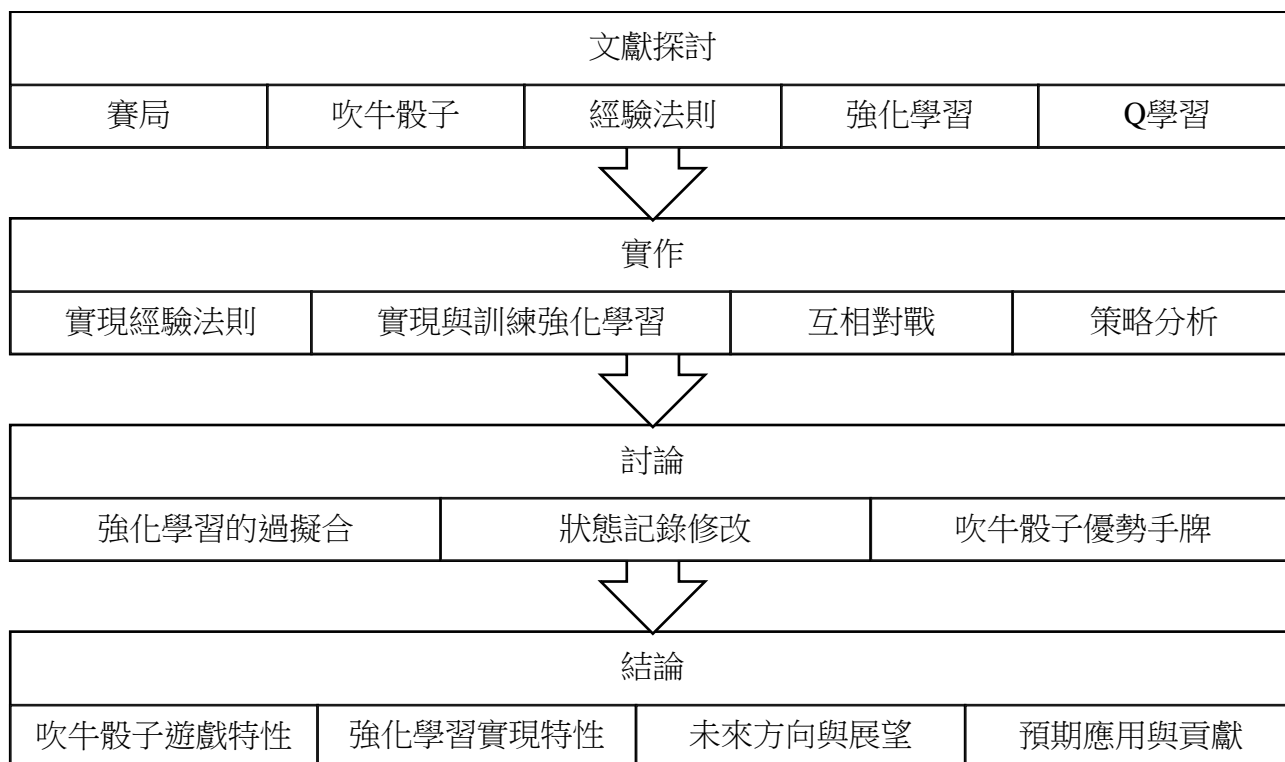 文獻探討
賽局 吹牛骰子 經驗法則 強化學習 Q學習
實作
實現經驗法則 實現與訓練強化學習 互相對戰 策略分析
討論
強化學習的過擬合 狀態記錄修改 吹牛骰子優勢手牌
結論
吹牛骰子遊戲特性 強化學習實現特性 未來方向與展望 預期應用與貢獻